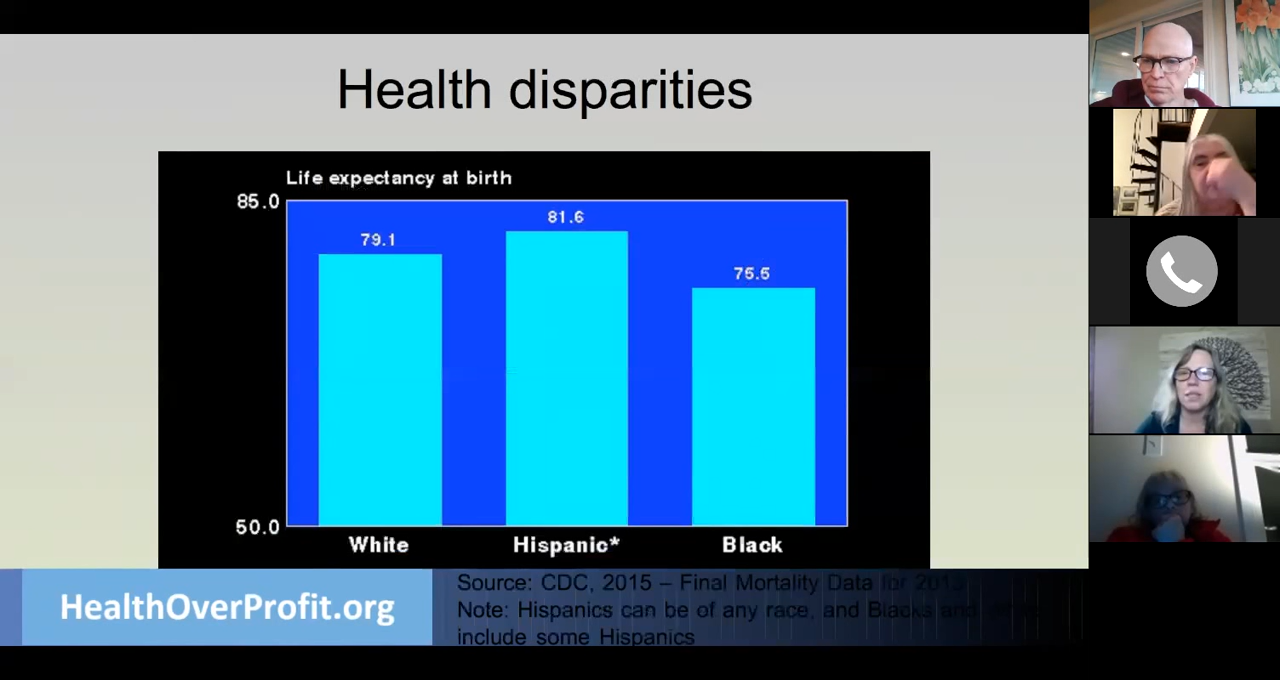 Health disparities
Life expectancy at birth
85.0
79.1
81.6
75.5
50.0
White
Hispanic*
Black
HealthOverProfit.org
Source: CDC, 2015 – Final Mortality Data for
Note: Hispanics can be of any race, and Blacks and
include some Hispanics